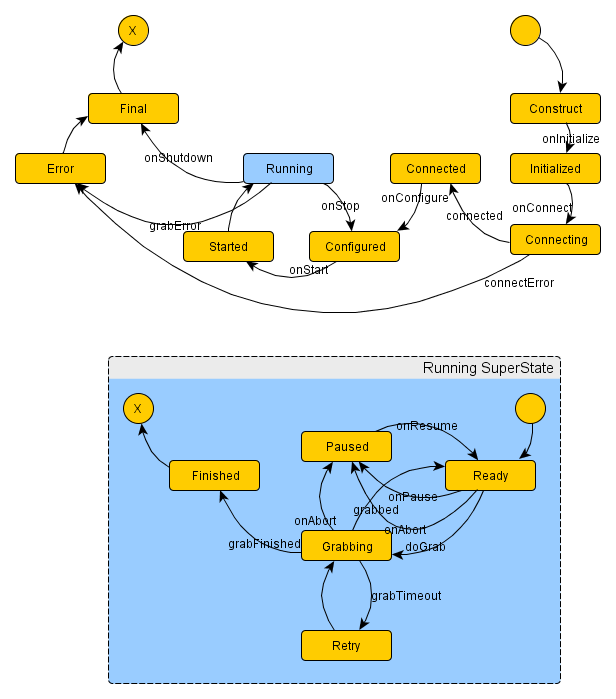 X
Final
Construct
onInitialize
onShutdown
Error
Running
Connected
Initialized
onConfigure
onStop
onConnect
connected
grabError
Started
Configured
Connecting
onStart
connectError
Running SuperState
X
onResume
Paused
Finished
Ready
onPause
grabbed
onAbort
onAbort
grabFinished
Grabbing
doGrab
grabTimeout
Retry